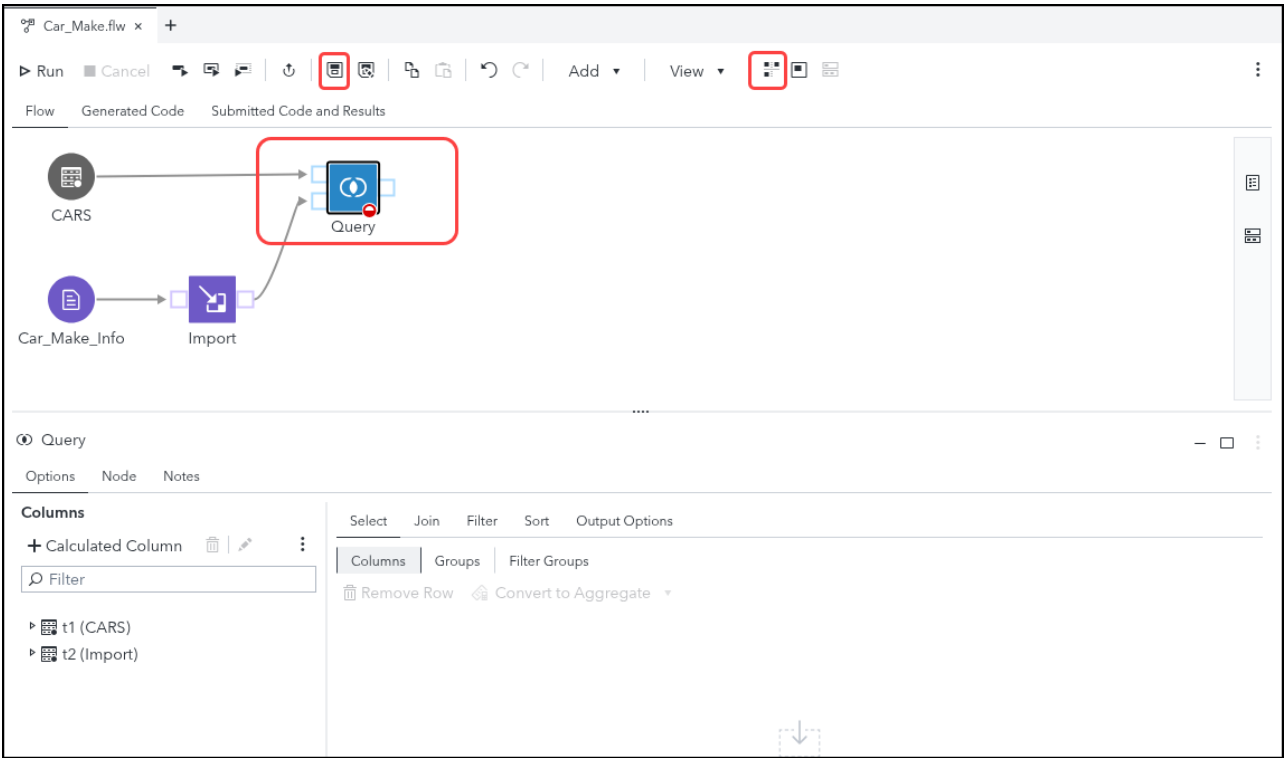 Car_Make.flw × +
Run Cancel Add View
Flow Generated Code Submitted Code and Results
CARS
Query
Car_Make_Info Import
Query
Options Node Notes
Columns
Select Join Filter Sort Output Options
+ Calculated Column
Columns Groups Filter Groups
Filter
Remove Row Convert to Aggregate
t1 (CARS)
t2 (Import)